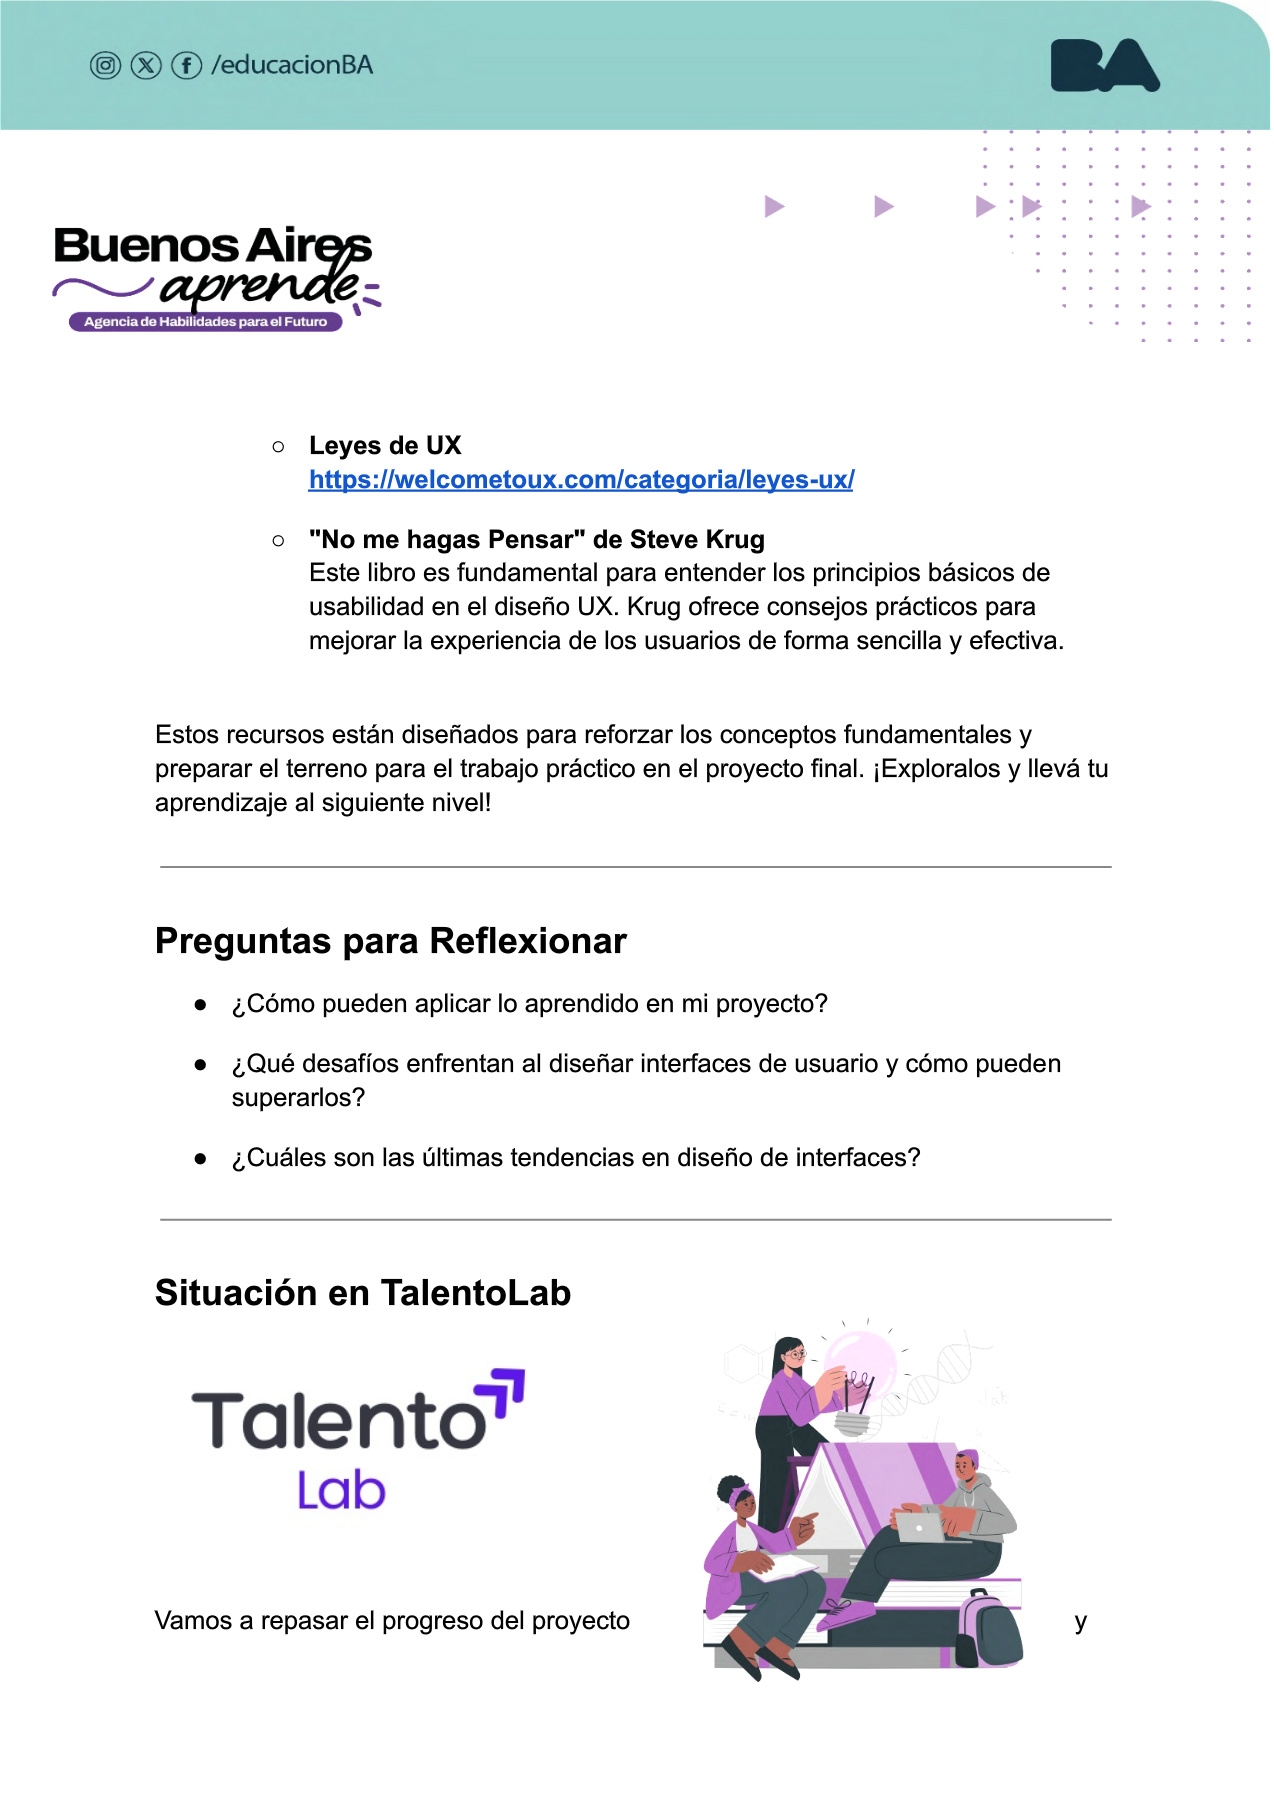 /educacionBA
BA
Buenos Aires
aprende
Agencia de Habilidades para el Futuro
○ Leyes de UX
https://welcometoux.com/categoria/leyes-ux/
○ "No me hagas Pensar" de Steve Krug
Este libro es fundamental para entender los principios básicos de
usabilidad en el diseño UX. Krug ofrece consejos prácticos para
mejorar la experiencia de los usuarios de forma sencilla y efectiva.
Estos recursos están diseñados para reforzar los conceptos fundamentales y
preparar el terreno para el trabajo práctico en el proyecto final. ¡Exploralos y llevá tu
aprendizaje al siguiente nivel!
Preguntas para Reflexionar
● ¿Cómo pueden aplicar lo aprendido en mi proyecto?
● ¿Qué desafíos enfrentan al diseñar interfaces de usuario y cómo pueden
superarlos?
● ¿Cuáles son las últimas tendencias en diseño de interfaces?
Situación en TalentoLab
Talento
Lab
Vamos a repasar el progreso del proyecto y